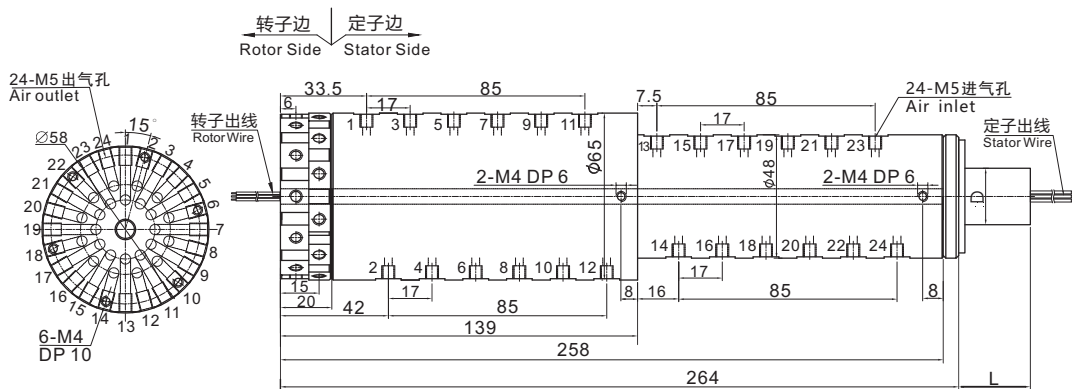 转子边 定子边
Rotor Side Stator Side
24-M5出气孔
Air outlet
15°
Ø58
1
2
3
4
5
6
7
8
9
10
11
12
13
14
15
16
17
18
19
20
21
22
23
24
6-M4
DP 10
转子出线
Rotor Wire
33.5 85
6 17
1 3 5 7 9 11
Ø65
2-M4 DP 6
2 4 6 8 10 12
15 17 8
20
42 85
139
258
264 L
7.5 85
17
24-M5进气孔
Air inlet
13 15 17 19 21 23
Ø48
2-M4 DP 6
14 16 18 20 22 24
17
16 85 8
定子出线
Stator Wire
D